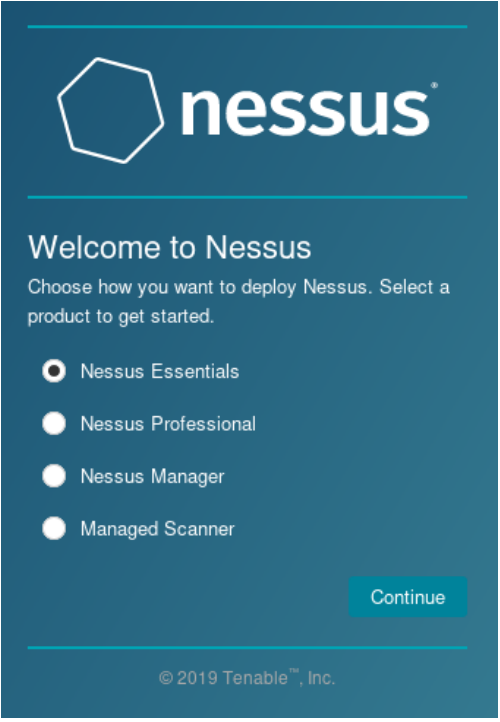 nessus®
Welcome to Nessus
Choose how you want to deploy Nessus. Select a
product to get started.
Nessus Essentials
Nessus Professional
Nessus Manager
Managed Scanner
Continue
© 2019 Tenable™, Inc.